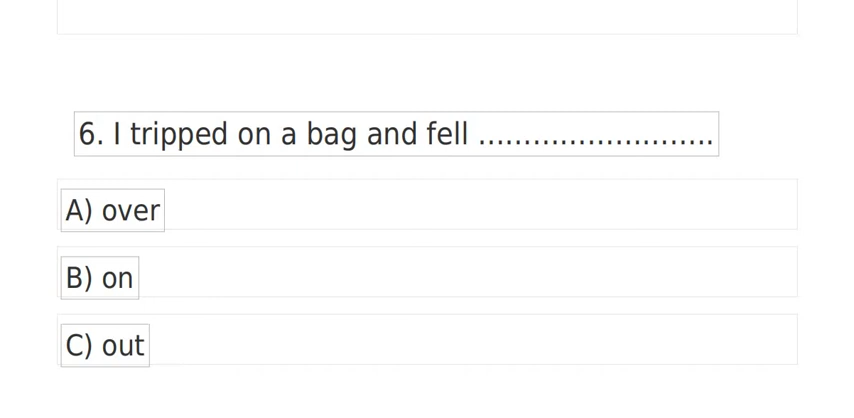 6. I tripped on a bag and fell ..........................
A) over
B) on
C) out